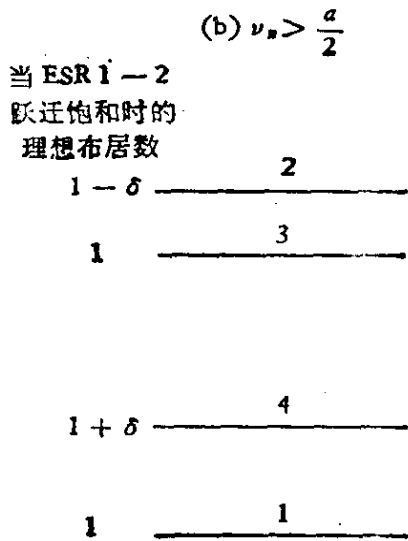 (b) νₙ > a/2
当 ESR 1 — 2
跃迁饱和时的
理想布居数
1 − δ 2
1 3
1 + δ 4
1 1